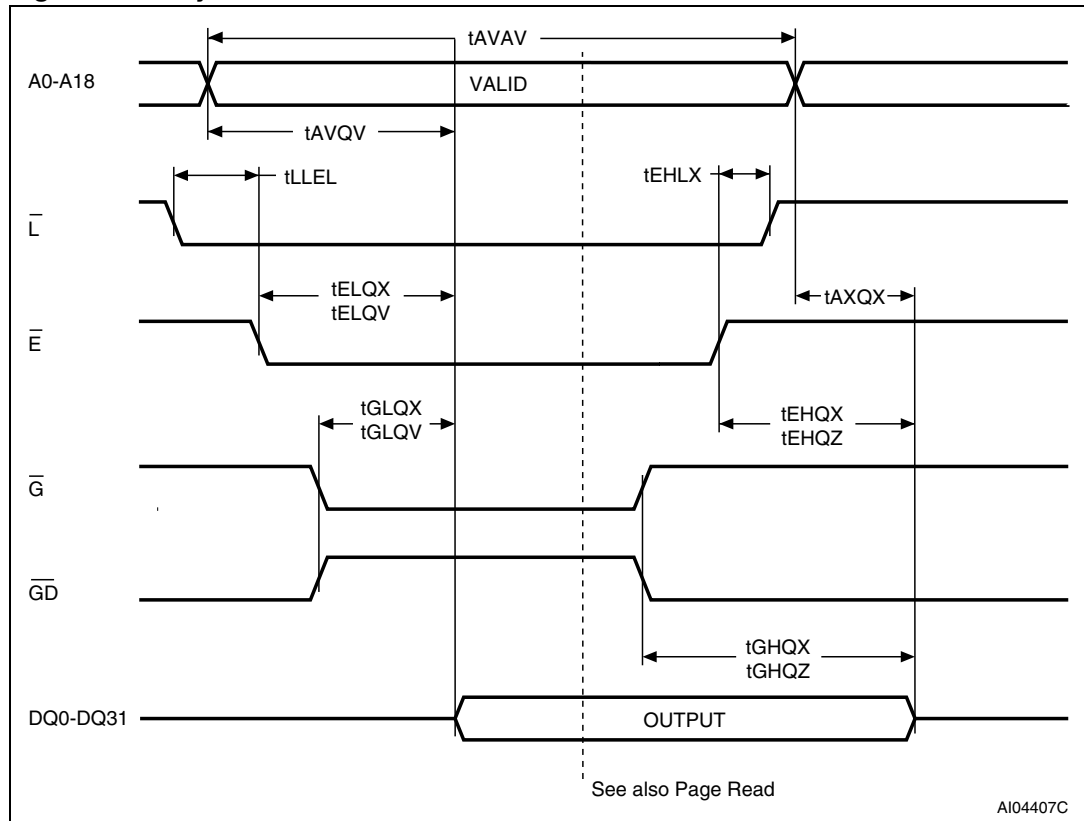 tAVAV
A0-A18
VALID
tAVQV
tLLEL
tEHLX
L̅
tELQX
tELQV
tAXQX
E̅
tGLQX
tGLQV
tEHQX
tEHQZ
G̅
G̅D̅
tGHQX
tGHQZ
DQ0-DQ31
OUTPUT
See also Page Read
AI04407C